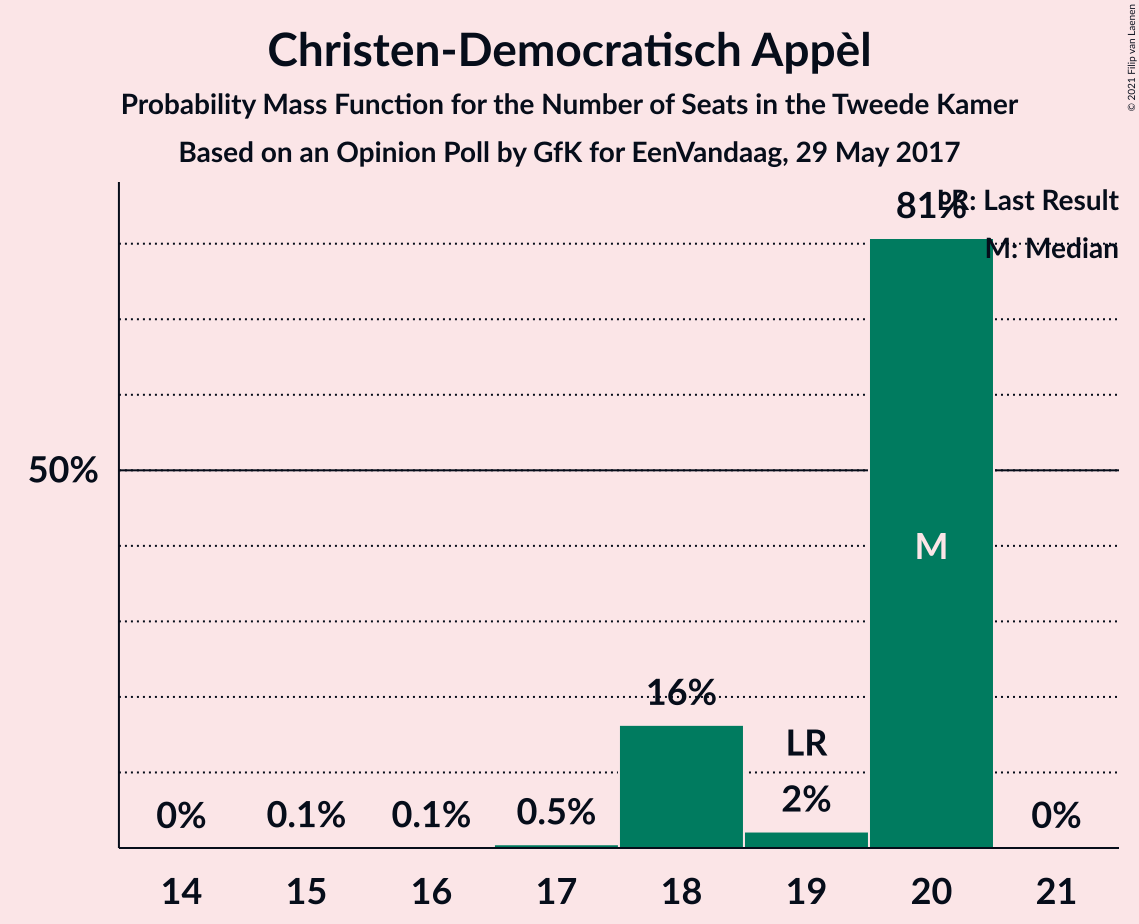 Christen-Democratisch Appèl
Probability Mass Function for the Number of Seats in the Tweede Kamer
Based on an Opinion Poll by GfK for EenVandaag, 29 May 2017
© 2021 Filip van Laenen
LR: Last Result
M: Median
81%
50%
M
16%
LR
2%
0%
0.1%
0.1%
0.5%
0%
14 15 16 17 18 19 20 21